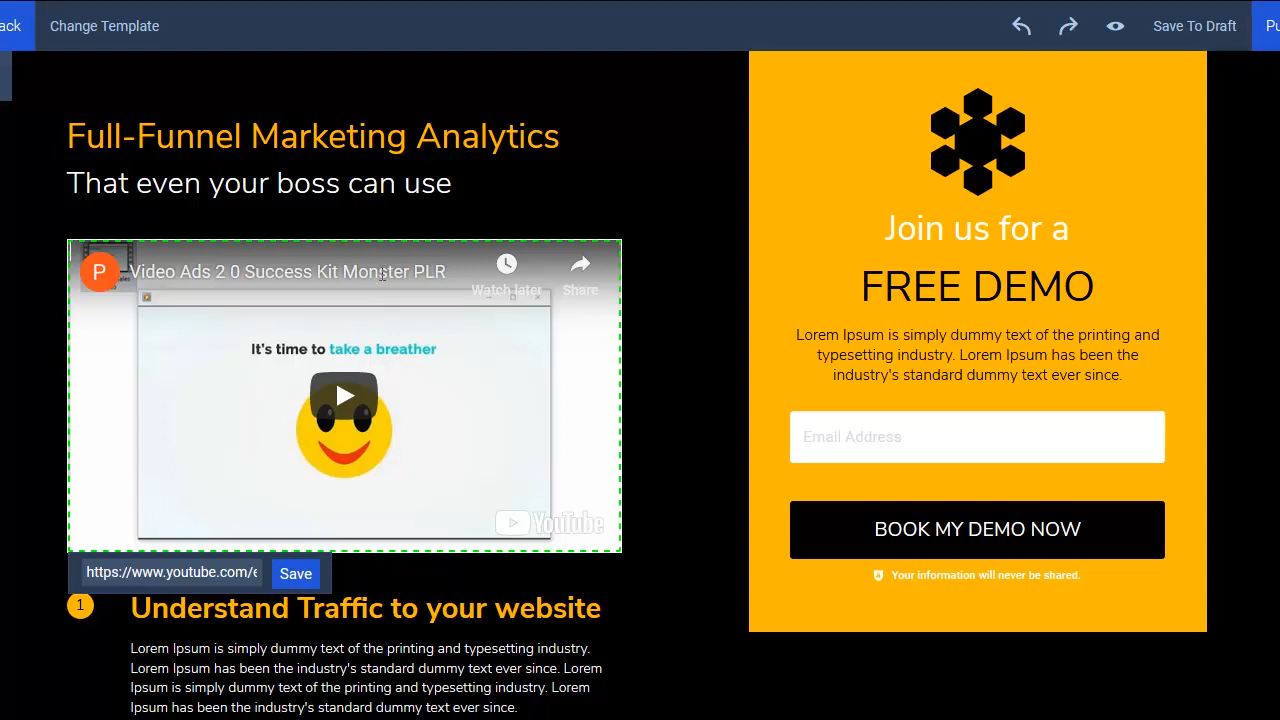 Change Template
Save To Draft
Full-Funnel Marketing Analytics
That even your boss can use
P
Video Ads 2 0 Success Kit Monster PLR
Watch later
Share
It's time to take a breather
YouTube
https://www.youtube.com/e
Save
1
Understand Traffic to your website
Lorem Ipsum is simply dummy text of the printing and typesetting industry.
Lorem Ipsum has been the industry's standard dummy text ever since. Lorem
Ipsum is simply dummy text of the printing and typesetting industry. Lorem
Ipsum has been the industry's standard dummy text ever since.
Join us for a
FREE DEMO
Lorem Ipsum is simply dummy text of the printing and
typesetting industry. Lorem Ipsum has been the
industry's standard dummy text ever since.
Email Address
BOOK MY DEMO NOW
Your information will never be shared.